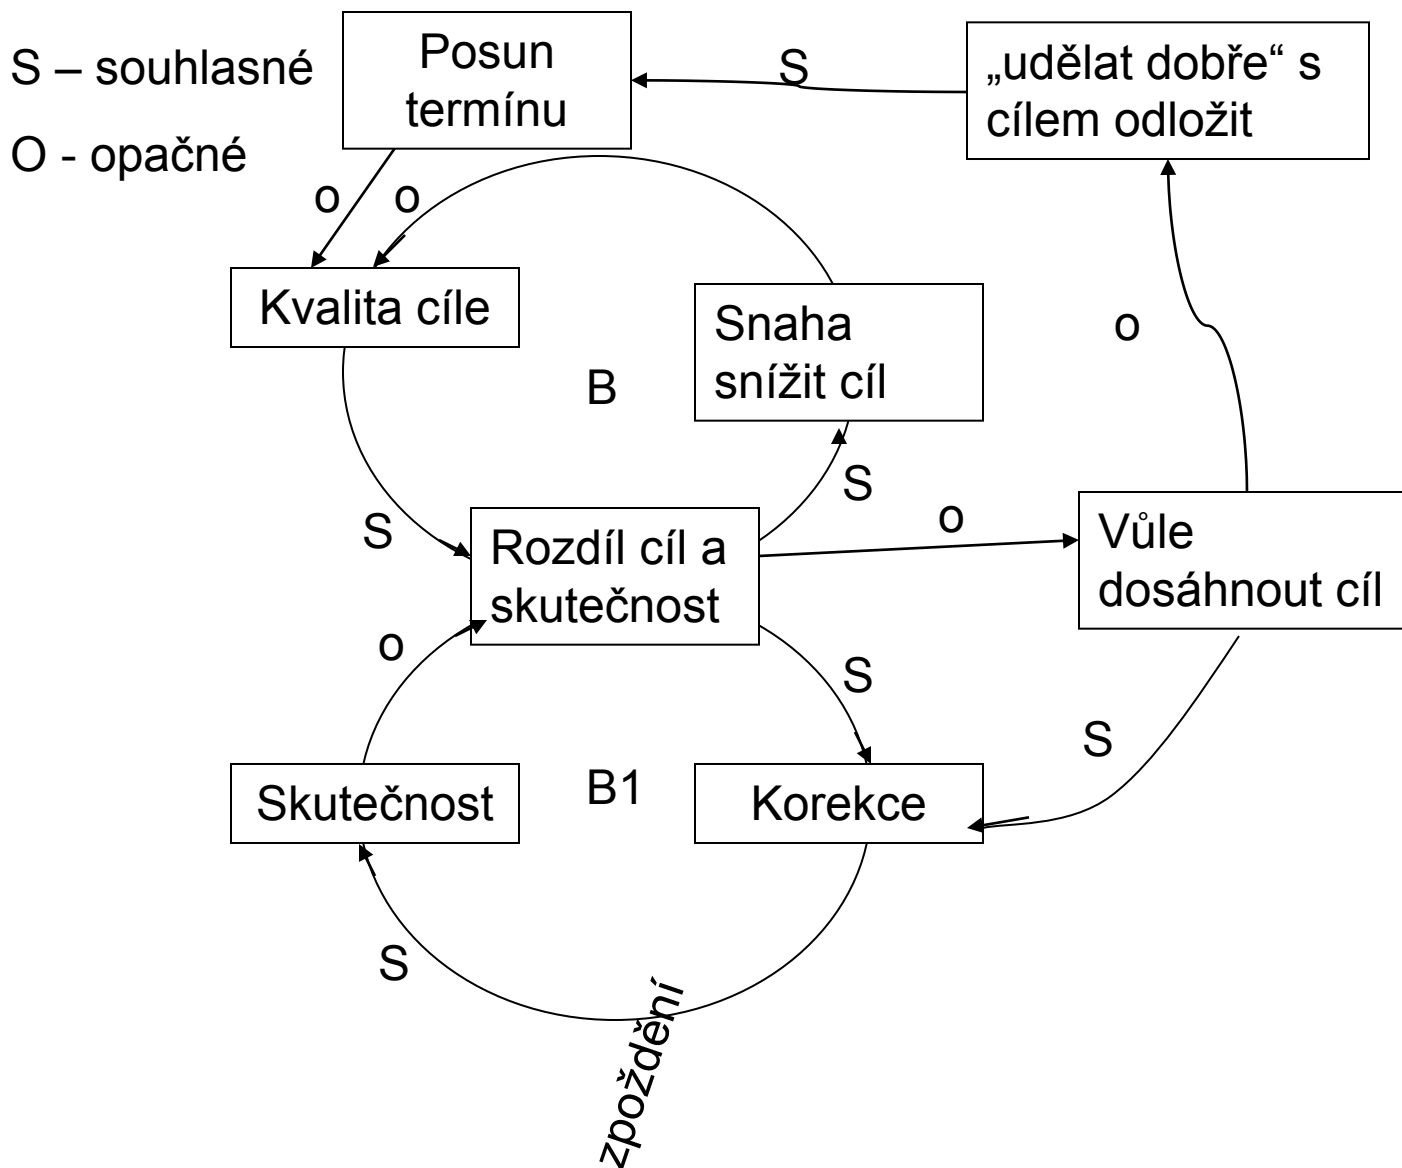 S – souhlasné
O - opačné
Posun
termínu
S
„udělat dobře“ s
cílem odložit
o
o
Kvalita cíle
Snaha
snížit cíl
o
B
S
S
Rozdíl cíl a
skutečnost
o
Vůle
dosáhnout cíl
o
S
S
Skutečnost
B1
Korekce
S
zpoždění